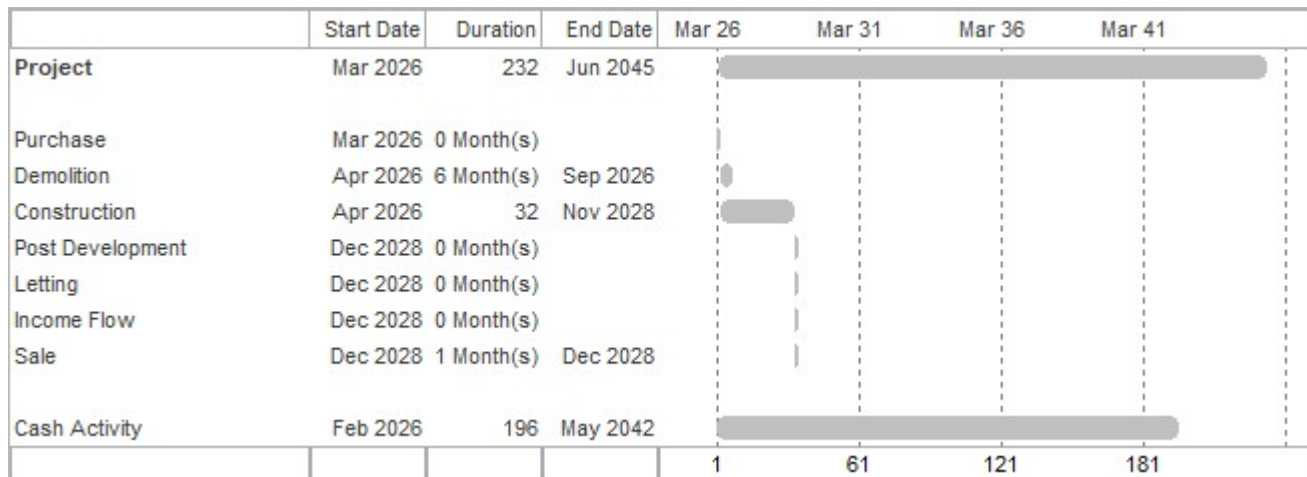 Start Date Duration End Date Mar 26 Mar 31 Mar 36 Mar 41
Project Mar 2026 232 Jun 2045
Purchase Mar 2026 0 Month(s)
Demolition Apr 2026 6 Month(s) Sep 2026
Construction Apr 2026 32 Nov 2028
Post Development Dec 2028 0 Month(s)
Letting Dec 2028 0 Month(s)
Income Flow Dec 2028 0 Month(s)
Sale Dec 2028 1 Month(s) Dec 2028
Cash Activity Feb 2026 196 May 2042
1 61 121 181